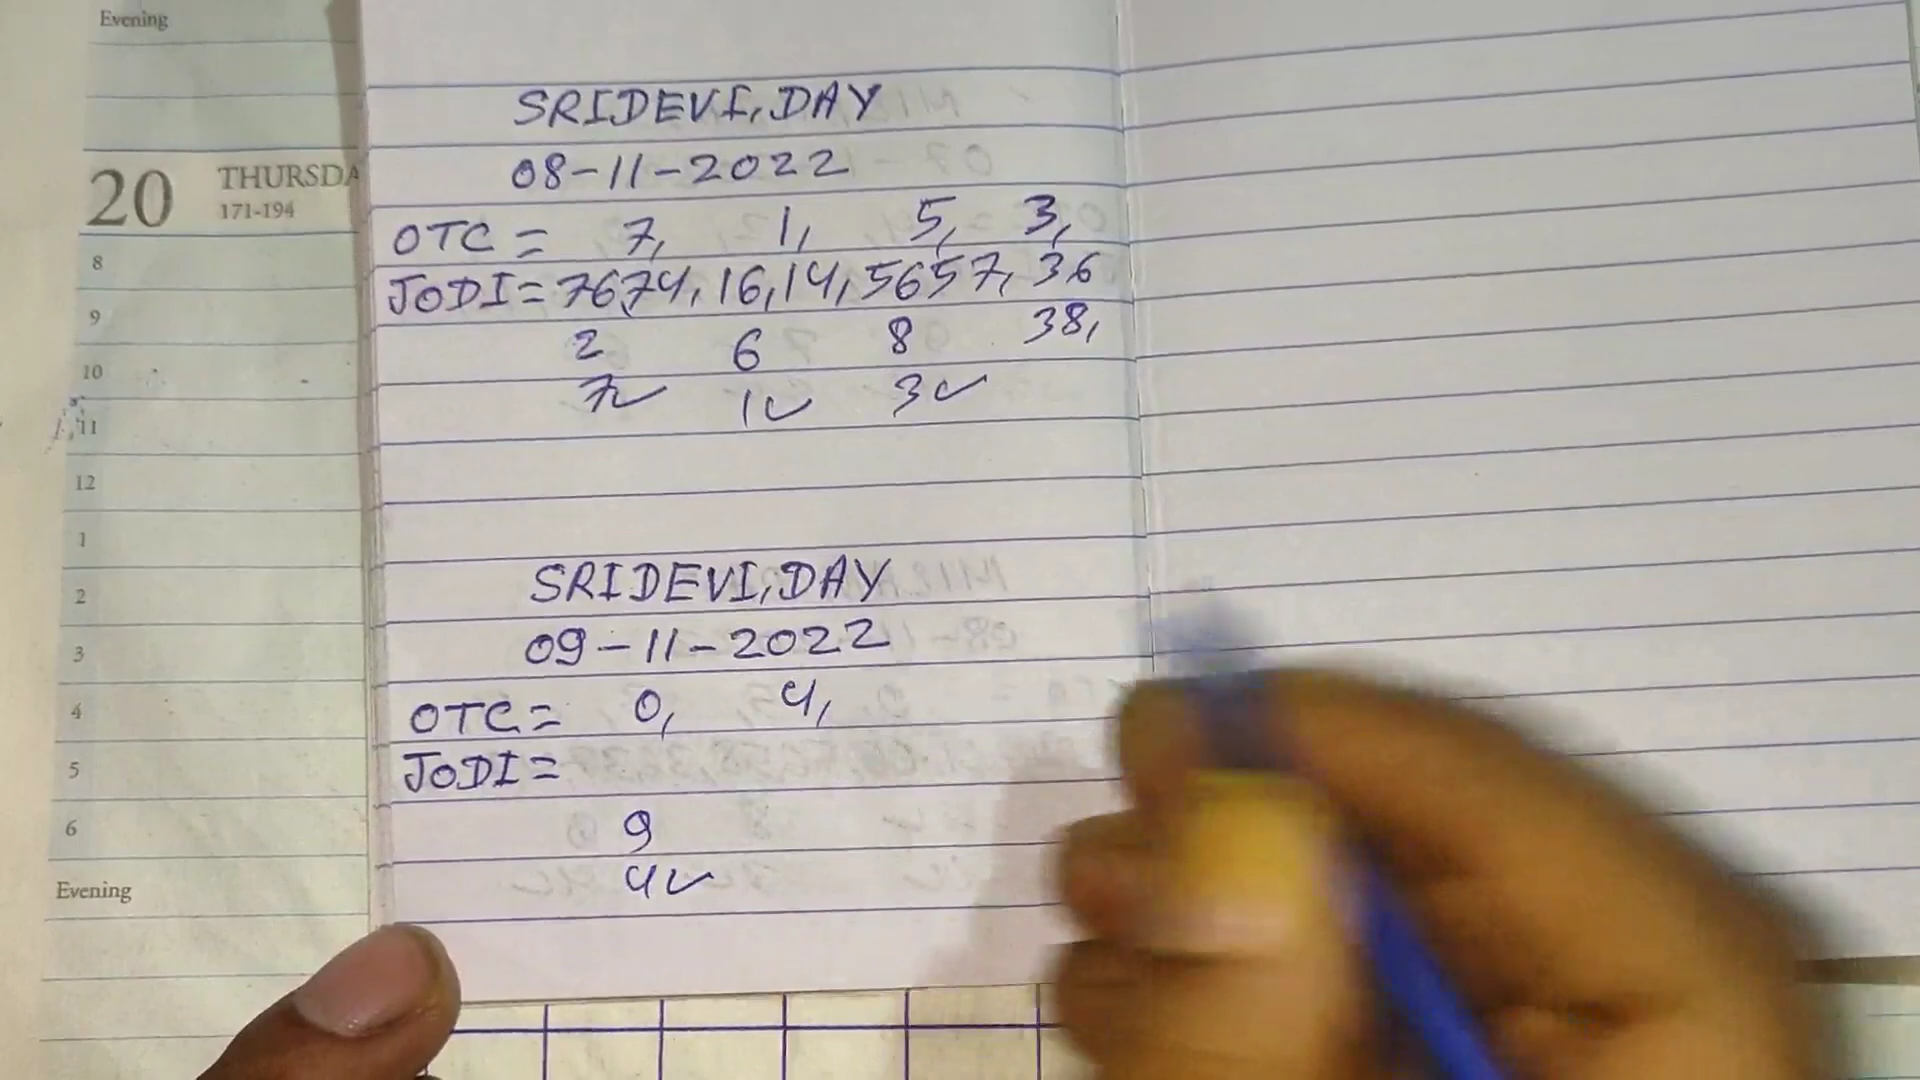 Evening
20 THURSDA
171-194
8
9
10
11
12
1
2
3
4
5
6
Evening
SRIDEVI, DAY
08-11-2022
OTC = 7, 1, 5, 3,
JODI = 76,74, 16,14, 5657, 36
38,
2 6 8
7✓ 1✓ 3✓
SRIDEVI, DAY
09-11-2022
OTC = 0, 4,
JODI =
9
4✓